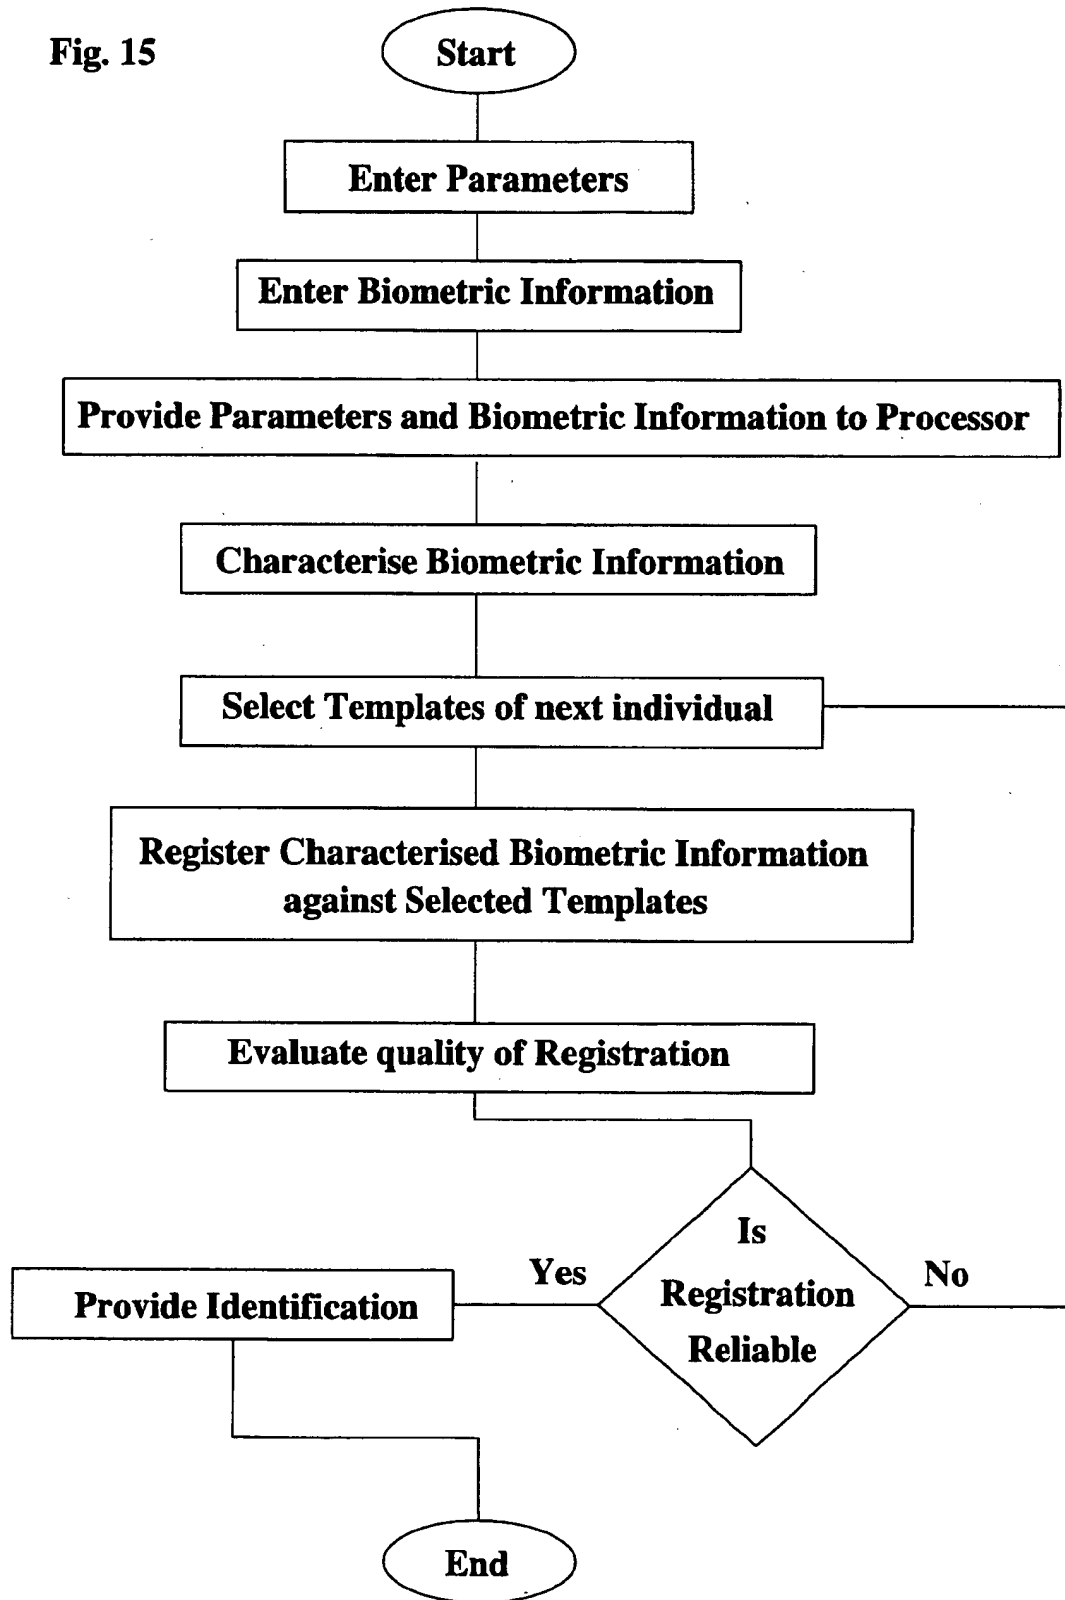 Fig. 15
Start
Enter Parameters
Enter Biometric Information
Provide Parameters and Biometric Information to Processor
Characterise Biometric Information
Select Templates of next individual
Register Characterised Biometric Information
against Selected Templates
Evaluate quality of Registration
Is
Registration
Reliable
Yes
No
Provide Identification
End